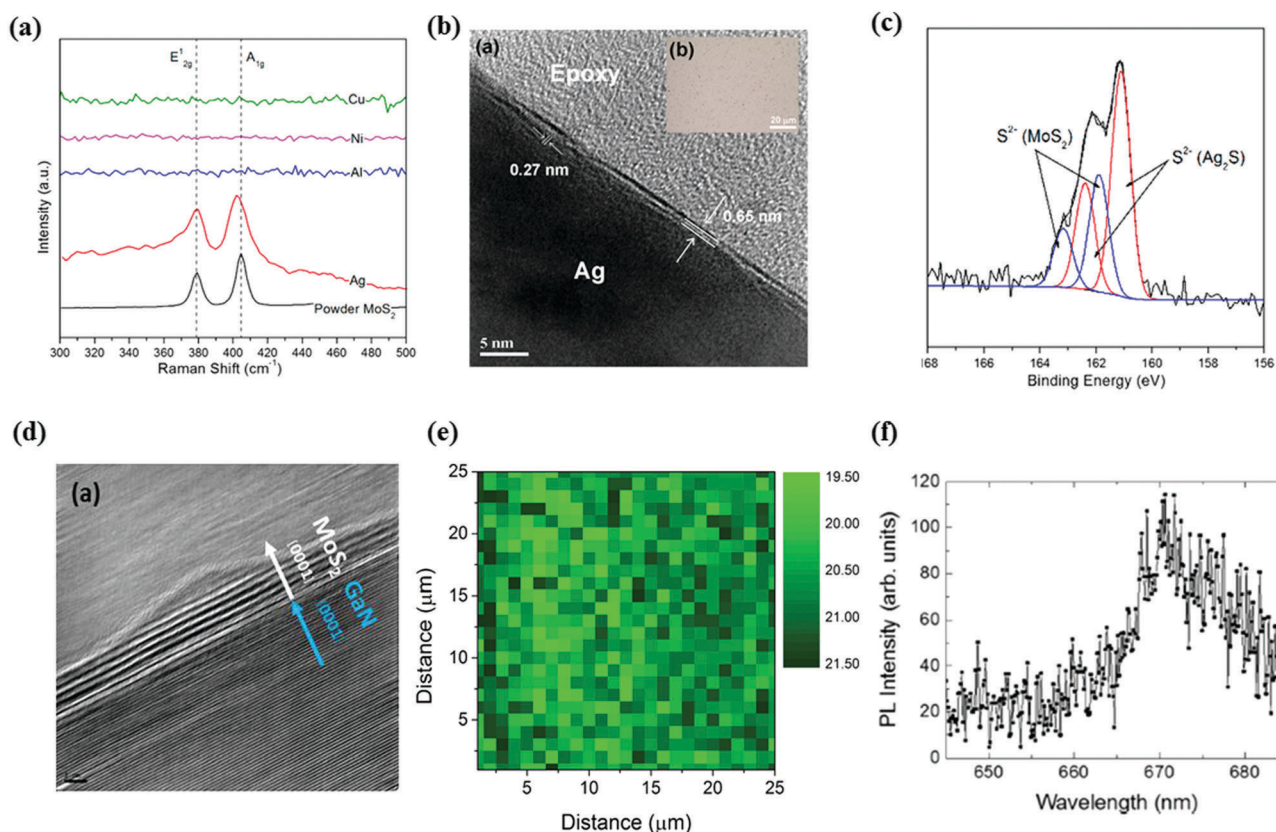 (a)
E¹₂g
A₁g
Cu
Ni
Al
Ag
Powder MoS₂
Intensity (a.u.)
300 320 340 360 380 400 420 440 460 480 500
Raman Shift (cm⁻¹)
(b)
(a)
Epoxy
(b)
20 μm
0.27 nm
0.65 nm
Ag
5 nm
(c)
S²⁻ (MoS₂)
S²⁻ (Ag₂S)
168 166 164 162 160 158 156
Binding Energy (eV)
(d)
(a)
MoS₂
(0001)
GaN
(0001)
(e)
25
20
15
10
5
Distance (μm)
5 10 15 20 25
Distance (μm)
19.50
20.00
20.50
21.00
21.50
(f)
120
100
80
60
40
20
0
PL Intensity (arb. units)
650 660 670 680
Wavelength (nm)